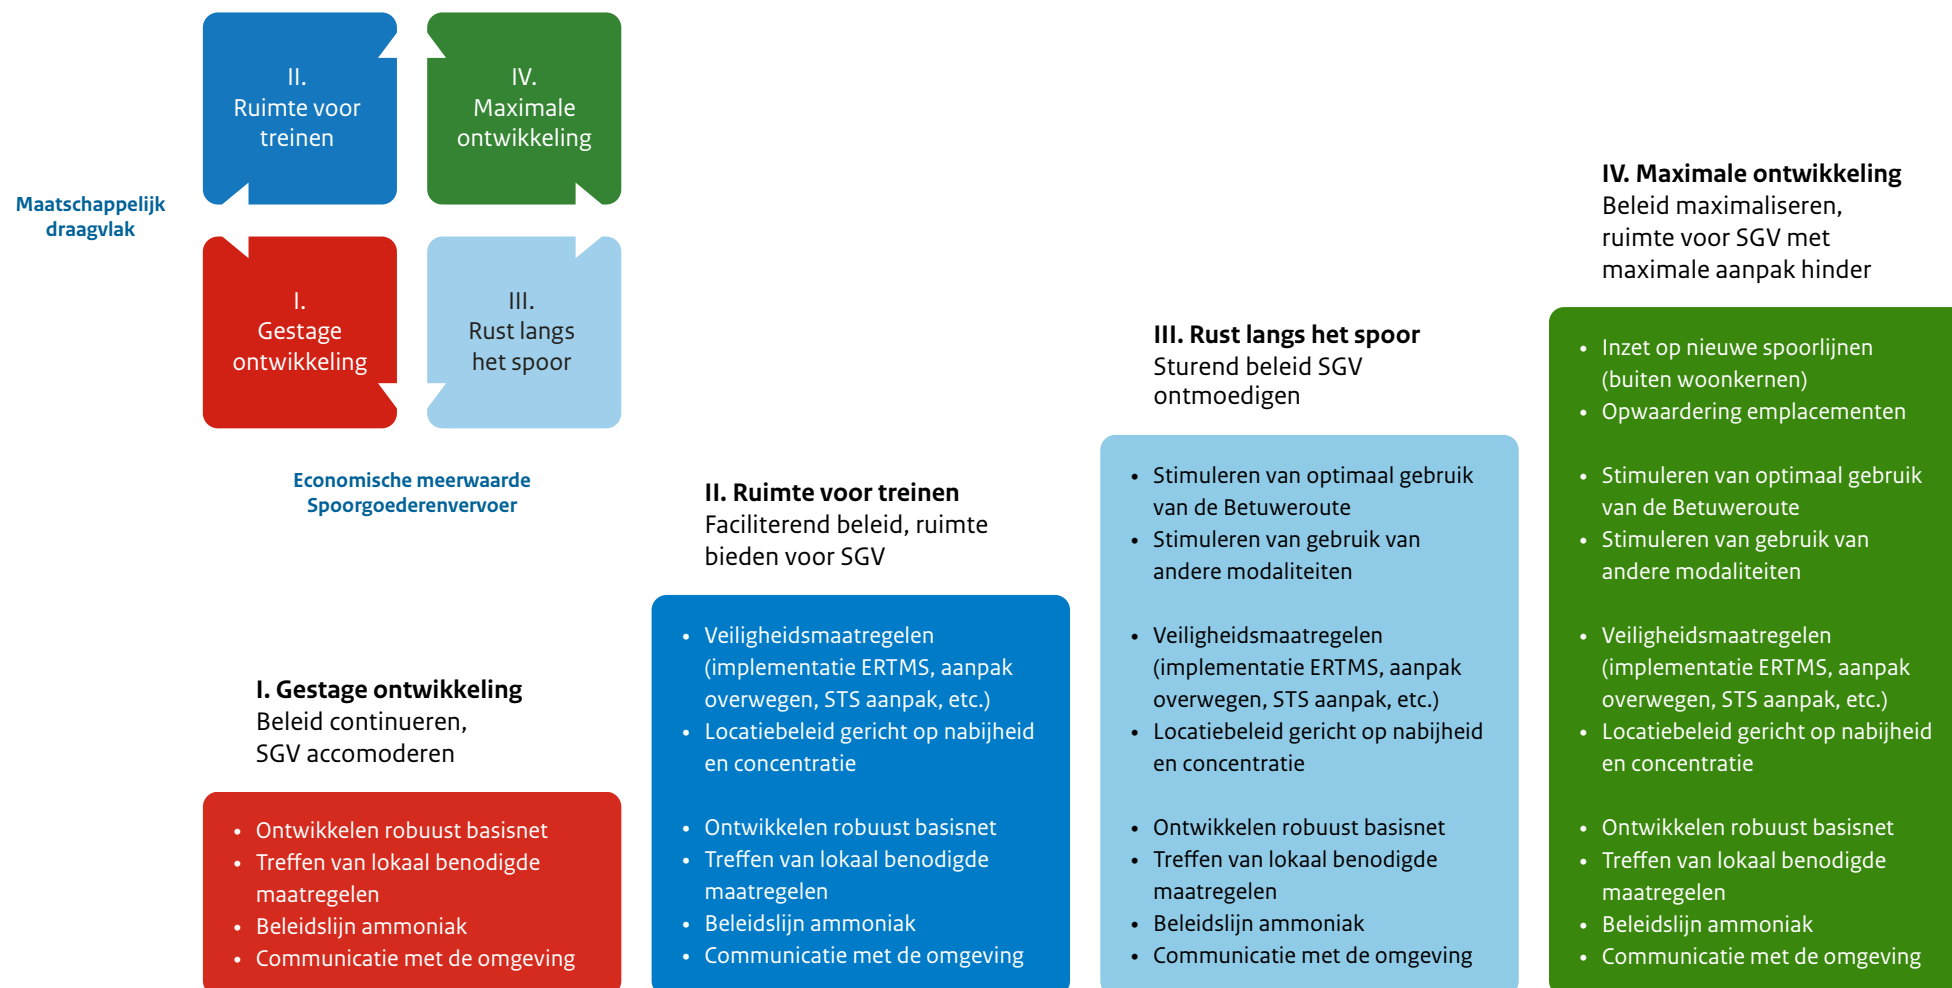 II.
Ruimte voor
treinen
IV.
Maximale
ontwikkeling
Maatschappelijk
draagvlak
I.
Gestage
ontwikkeling
III.
Rust langs
het spoor
Economische meerwaarde
Spoorgoederenvervoer
I. Gestage ontwikkeling
Beleid continueren,
SGV accomoderen
• Ontwikkelen robuust basisnet
• Treffen van lokaal benodigde
maatregelen
• Beleidslijn ammoniak
• Communicatie met de omgeving
II. Ruimte voor treinen
Faciliterend beleid, ruimte
bieden voor SGV
• Veiligheidsmaatregelen
(implementatie ERTMS, aanpak
overwegen, STS aanpak, etc.)
• Locatiebeleid gericht op nabijheid
en concentratie
• Ontwikkelen robuust basisnet
• Treffen van lokaal benodigde
maatregelen
• Beleidslijn ammoniak
• Communicatie met de omgeving
III. Rust langs het spoor
Sturend beleid SGV
ontmoedigen
• Stimuleren van optimaal gebruik
van de Betuweroute
• Stimuleren van gebruik van
andere modaliteiten
• Veiligheidsmaatregelen
(implementatie ERTMS, aanpak
overwegen, STS aanpak, etc.)
• Locatiebeleid gericht op nabijheid
en concentratie
• Ontwikkelen robuust basisnet
• Treffen van lokaal benodigde
maatregelen
• Beleidslijn ammoniak
• Communicatie met de omgeving
IV. Maximale ontwikkeling
Beleid maximaliseren,
ruimte voor SGV met
maximale aanpak hinder
• Inzet op nieuwe spoorlijnen
(buiten woonkernen)
• Opwaardering emplacementen
• Stimuleren van optimaal gebruik
van de Betuweroute
• Stimuleren van gebruik van
andere modaliteiten
• Veiligheidsmaatregelen
(implementatie ERTMS, aanpak
overwegen, STS aanpak, etc.)
• Locatiebeleid gericht op nabijheid
en concentratie
• Ontwikkelen robuust basisnet
• Treffen van lokaal benodigde
maatregelen
• Beleidslijn ammoniak
• Communicatie met de omgeving